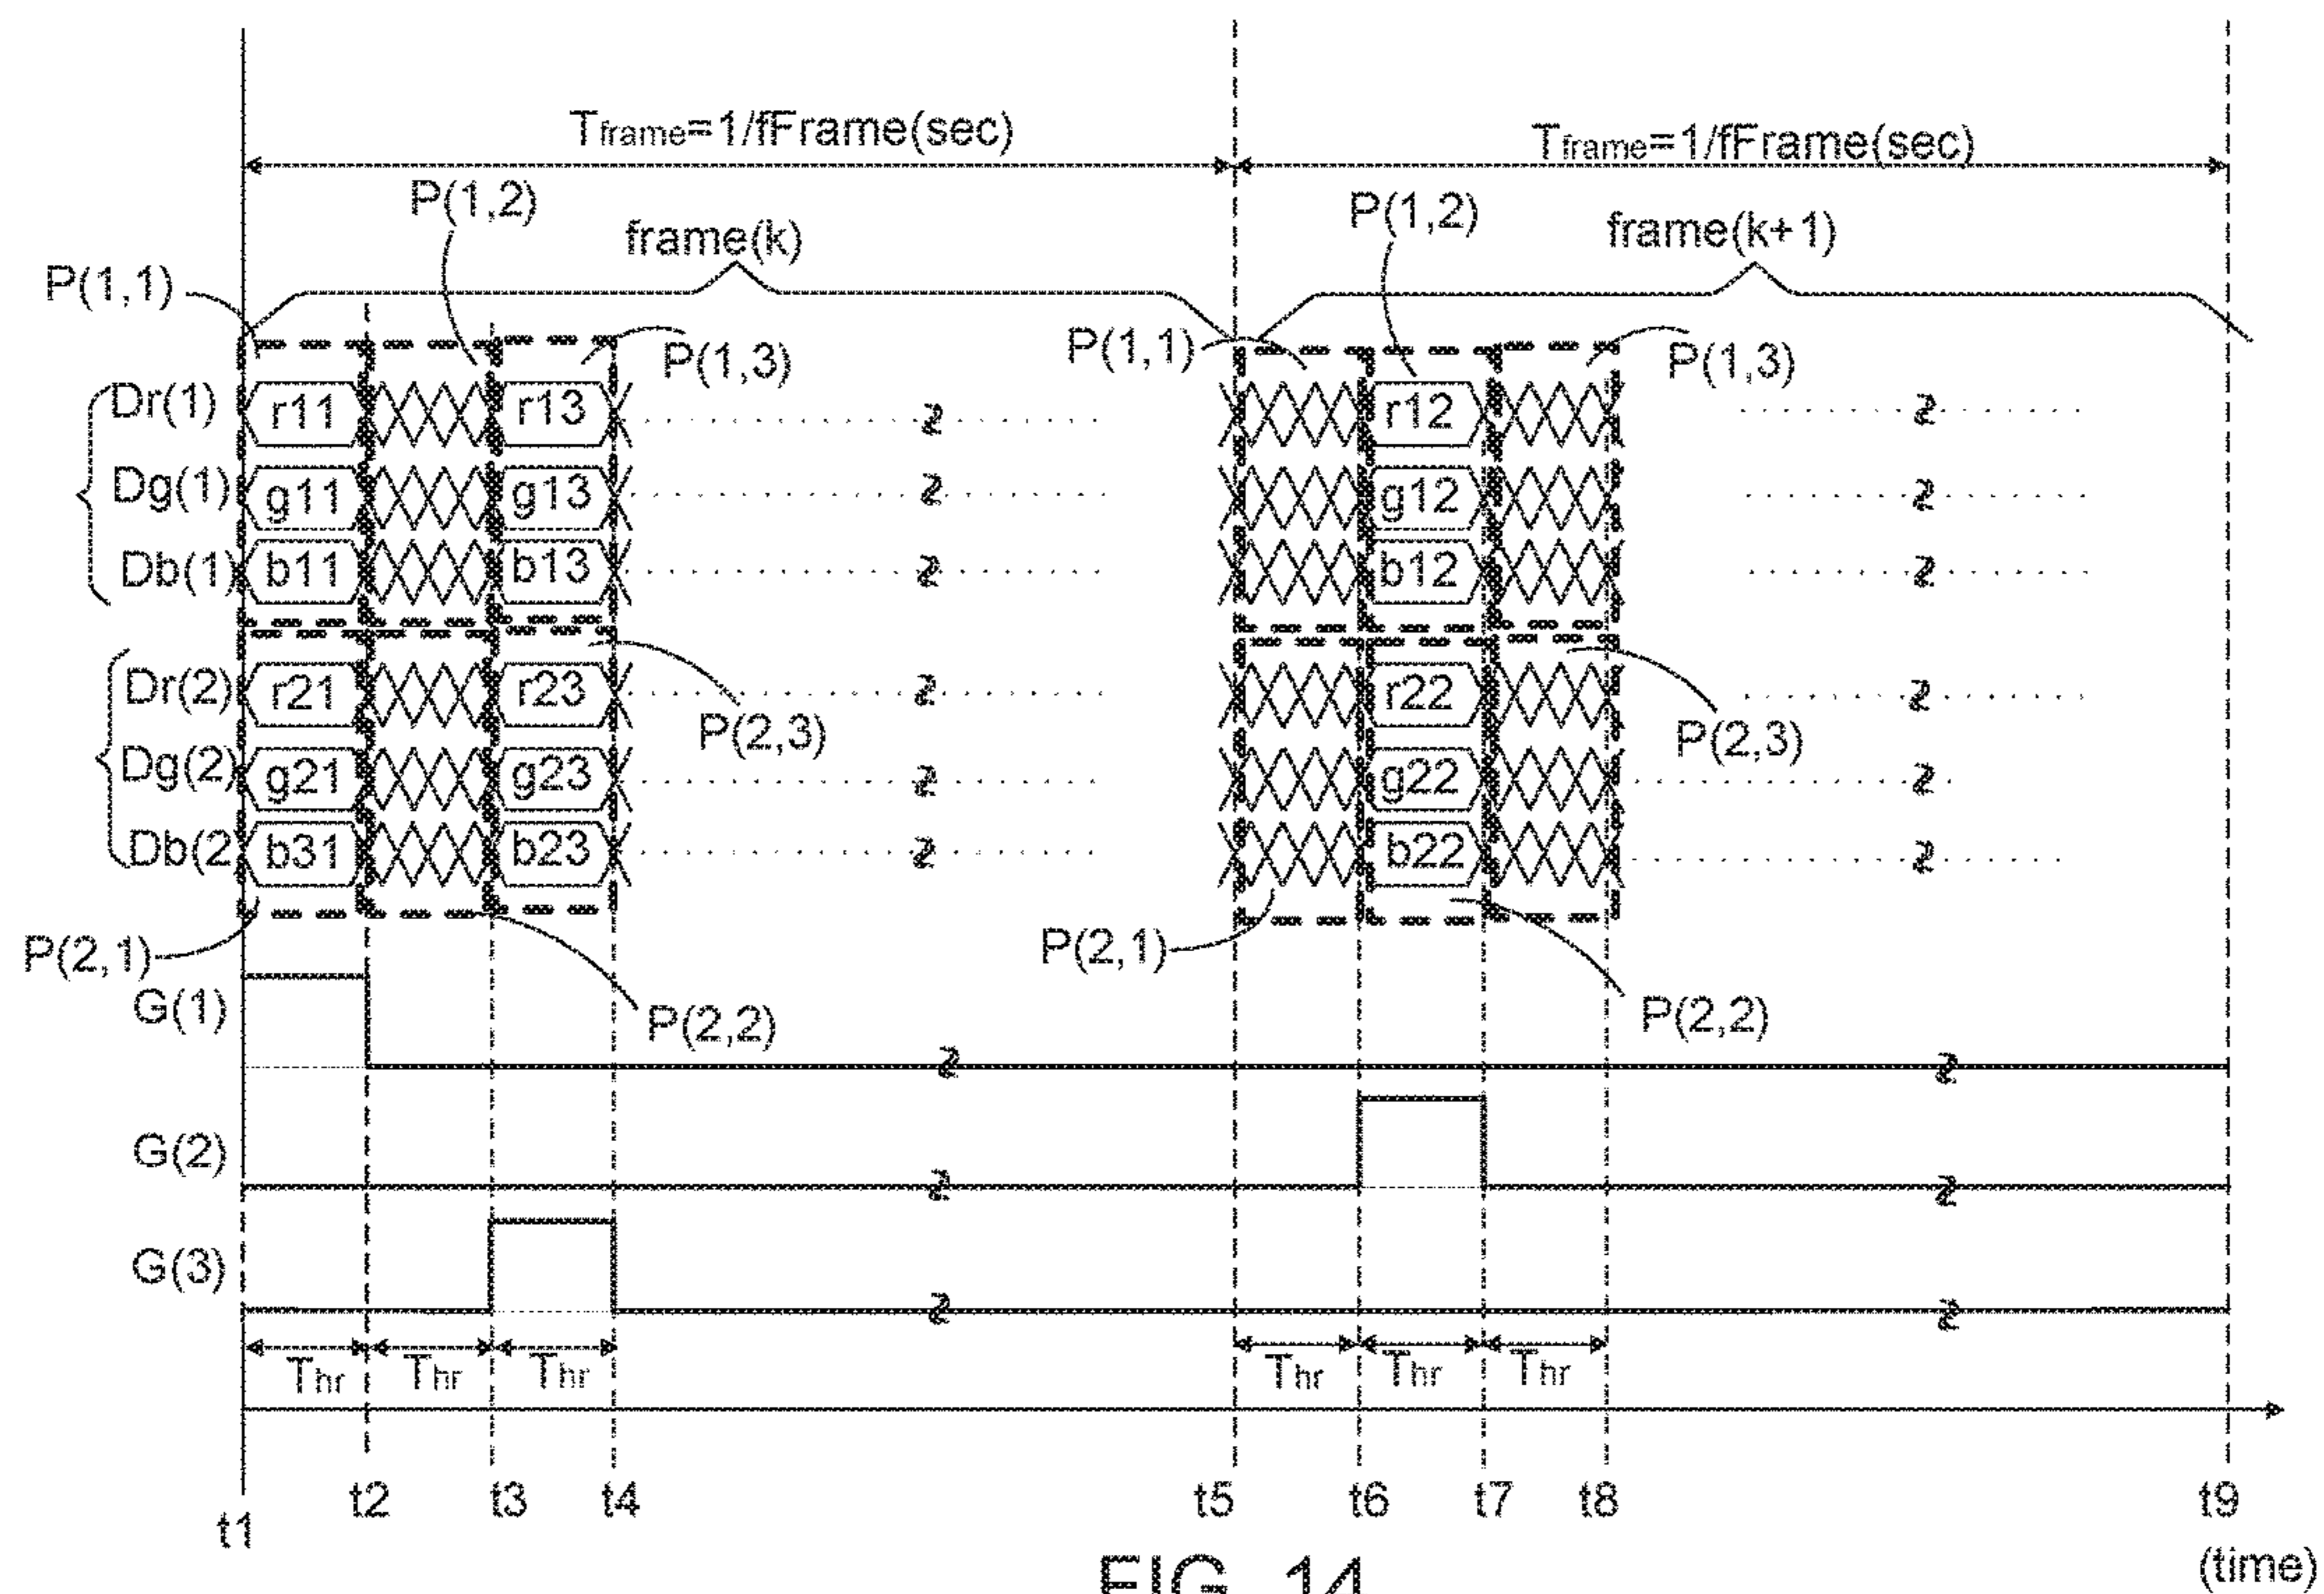 Tframe=1/fFrame(sec)
Tframe=1/fFrame(sec)
P(1,2)
frame(k)
P(1,2)
frame(k+1)
P(1,1)
P(1,3)
P(1,1)
P(1,3)
Dr(1)
r11
r13
r12
Dg(1)
g11
g13
g12
Db(1)
b11
b13
b12
Dr(2)
r21
r23
r22
P(2,3)
P(2,3)
Dg(2)
g21
g23
g22
Db(2
b31
b23
b22
P(2,1)
P(2,1)
G(1)
P(2,2)
P(2,2)
G(2)
G(3)
Thr
Thr
Thr
Thr
Thr
Thr
t1
t2
t3
t4
t5
t6
t7
t8
t9
(time)
FIG. 14